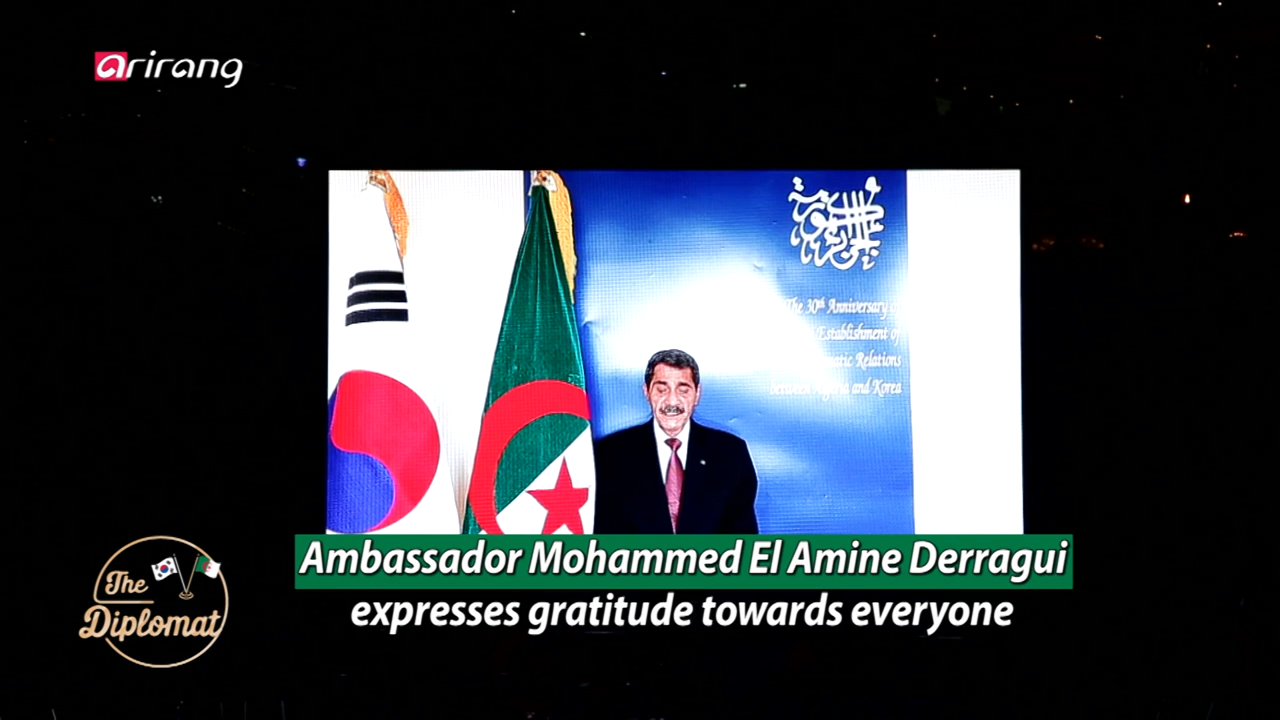 arirang
The 30th Anniversary
Establishment of
Relations
between Algeria and Korea
Ambassador Mohammed El Amine Derragui
expresses gratitude towards everyone
The
Diplomat